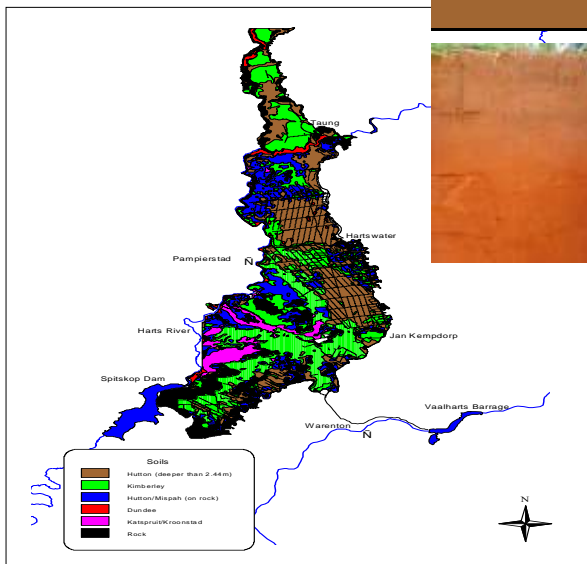 Taung
Hartswater
Pampierstad
Ñ
Harts River
Jan Kempdorp
Spitskop Dam
Vaalharts Barrage
Warenton
Ñ
Soils
Hutton (deeper than 2.44m)
Kimberley
Hutton/Mispah (on rock)
Dundee
Katspruit/Kroonstad
Rock
N